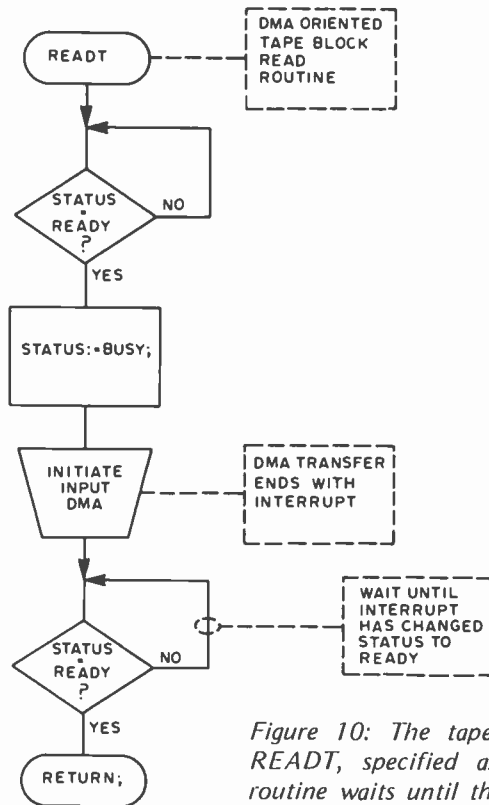 READT
DMA ORIENTED
TAPE BLOCK
READ
ROUTINE
STATUS
=
READY
?
NO
YES
STATUS:=BUSY;
INITIATE
INPUT
DMA
DMA TRANSFER
ENDS WITH
INTERRUPT
WAIT UNTIL
INTERRUPT
HAS CHANGED
STATUS TO
READY
STATUS
=
READY
?
NO
YES
RETURN;
Figure 10: The tape
READT, specified as
routine waits until th